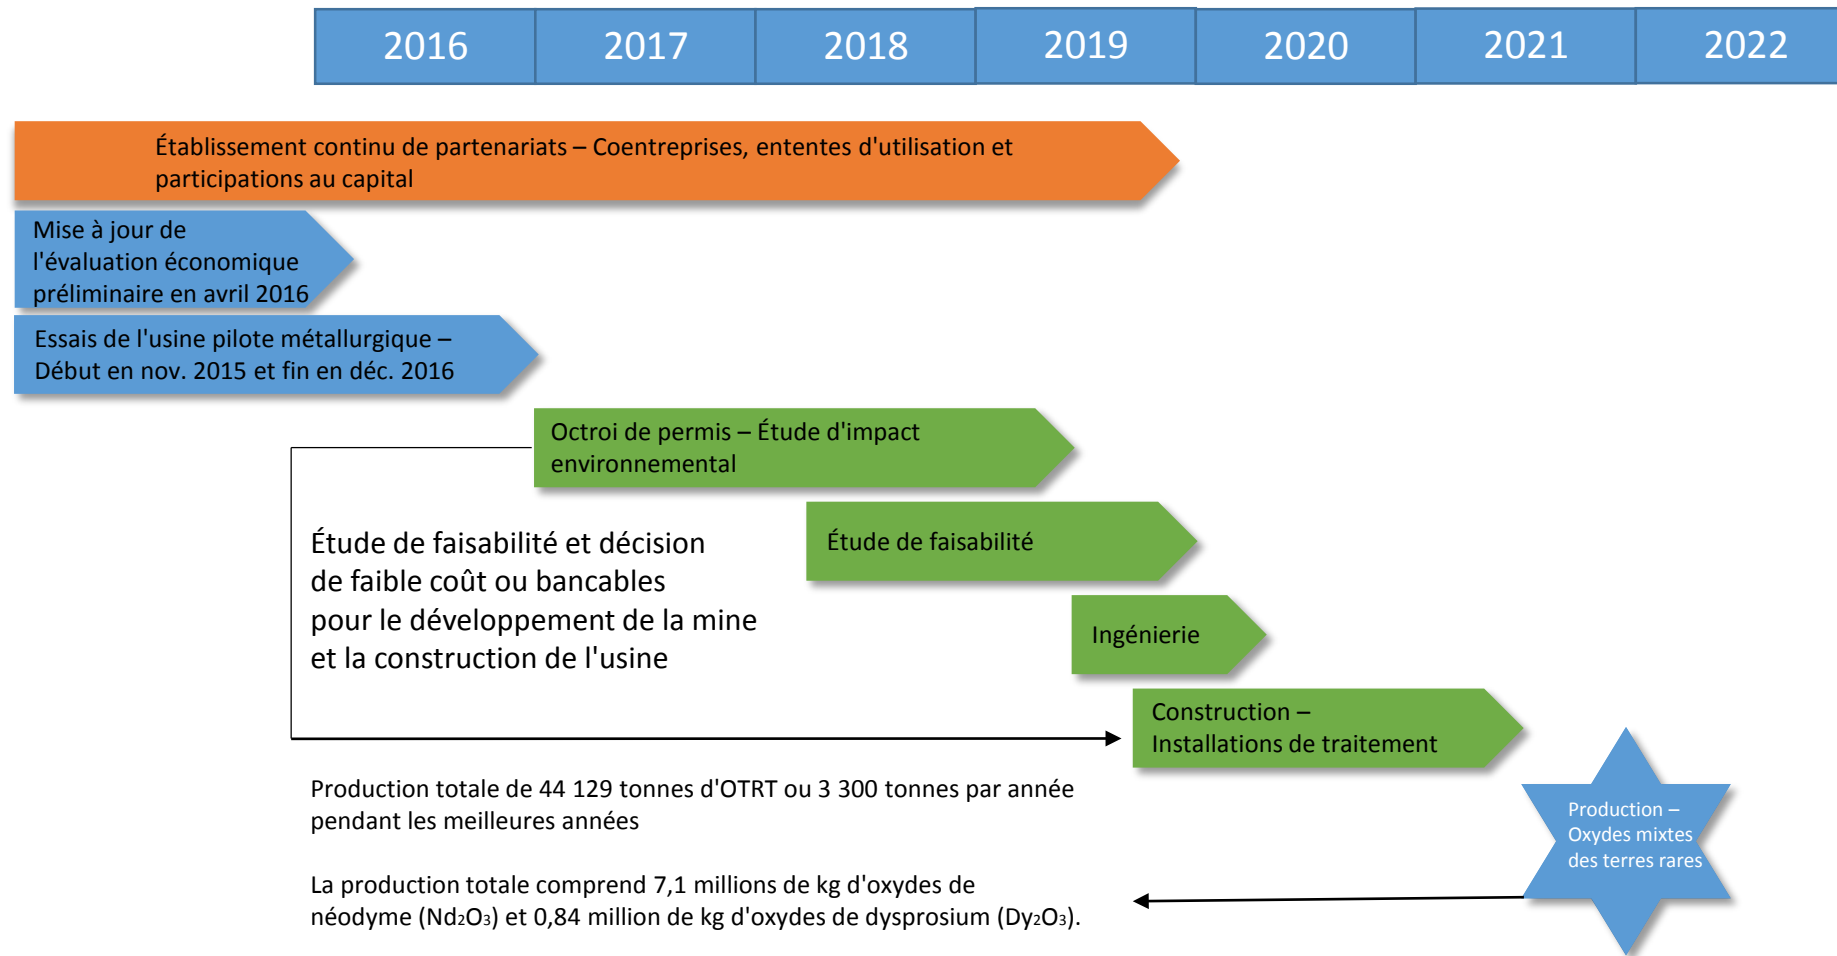 2016 2017 2018 2019 2020 2021 2022
Établissement continu de partenariats – Coentreprises, ententes d'utilisation et
participations au capital
Mise à jour de
l'évaluation économique
préliminaire en avril 2016
Essais de l'usine pilote métallurgique –
Début en nov. 2015 et fin en déc. 2016
Octroi de permis – Étude d'impact
environnemental
Étude de faisabilité et décision
de faible coût ou bancables
pour le développement de la mine
et la construction de l'usine
Étude de faisabilité
Ingénierie
Construction –
Installations de traitement
Production totale de 44 129 tonnes d'OTRT ou 3 300 tonnes par année
pendant les meilleures années
Production –
Oxydes mixtes
des terres rares
La production totale comprend 7,1 millions de kg d'oxydes de
néodyme (Nd₂O₃) et 0,84 million de kg d'oxydes de dysprosium (Dy₂O₃).